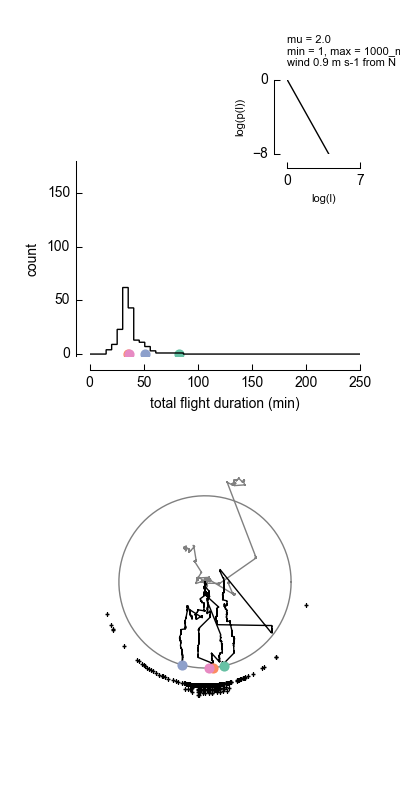 mu = 2.0
min = 1, max = 1000_
wind 0.9 m s-1 from N
0
−8
log(p(l))
0
7
log(l)
150
100
50
0
count
0
50
100
150
200
250
total flight duration (min)